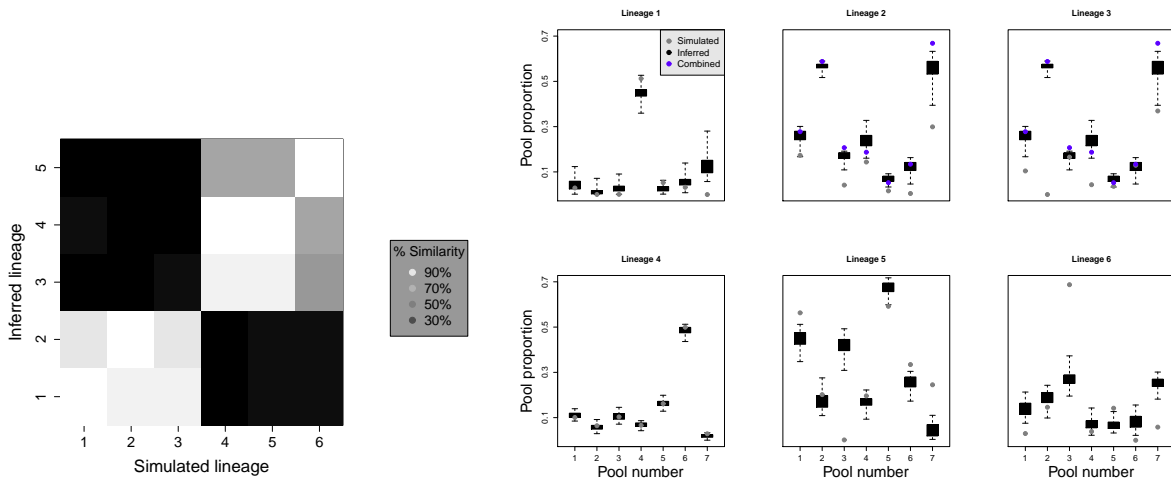 Lineage 1
Lineage 2
Lineage 3
0.7
0.5
0.3
0.1
Pool proportion
Simulated
Inferred
Combined
5
4
3
2
1
Inferred lineage
1 2 3 4 5 6
Simulated lineage
% Similarity
90%
70%
50%
30%
Lineage 4
Lineage 5
Lineage 6
0.7
0.5
0.3
0.1
Pool proportion
1 2 3 4 5 6 7
1 2 3 4 5 6 7
1 2 3 4 5 6 7
Pool number
Pool number
Pool number